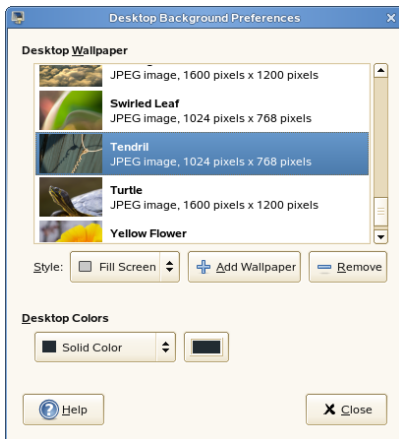 Desktop Background Preferences
Desktop Wallpaper
JPEG image, 1600 pixels x 1200 pixels
Swirled Leaf
JPEG image, 1024 pixels x 768 pixels
Tendril
JPEG image, 1024 pixels x 768 pixels
Turtle
JPEG image, 1600 pixels x 1200 pixels
Yellow Flower
Style: Fill Screen Add Wallpaper Remove
Desktop Colors
Solid Color
Help Close